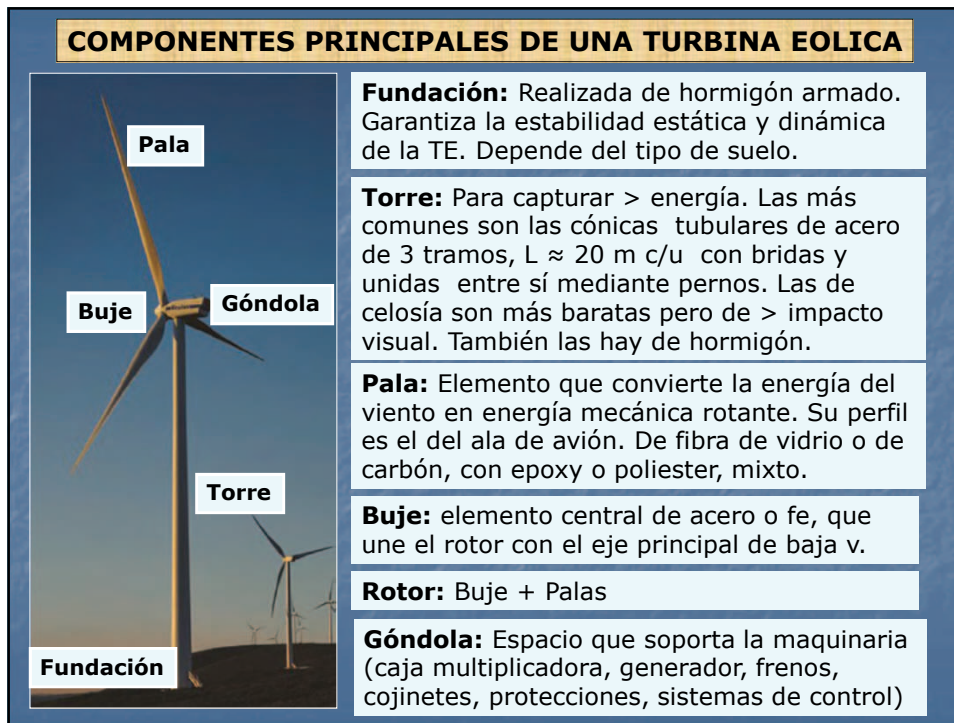 COMPONENTES PRINCIPALES DE UNA TURBINA EOLICA
Pala
Buje
Góndola
Torre
Fundación
Fundación: Realizada de hormigón armado.
Garantiza la estabilidad estática y dinámica
de la TE. Depende del tipo de suelo.
Torre: Para capturar > energía. Las más
comunes son las cónicas tubulares de acero
de 3 tramos, L ≈ 20 m c/u con bridas y
unidas entre sí mediante pernos. Las de
celosía son más baratas pero de > impacto
visual. También las hay de hormigón.
Pala: Elemento que convierte la energía del
viento en energía mecánica rotante. Su perfil
es el del ala de avión. De fibra de vidrio o de
carbón, con epoxy o poliester, mixto.
Buje: elemento central de acero o fe, que
une el rotor con el eje principal de baja v.
Rotor: Buje + Palas
Góndola: Espacio que soporta la maquinaria
(caja multiplicadora, generador, frenos,
cojinetes, protecciones, sistemas de control)